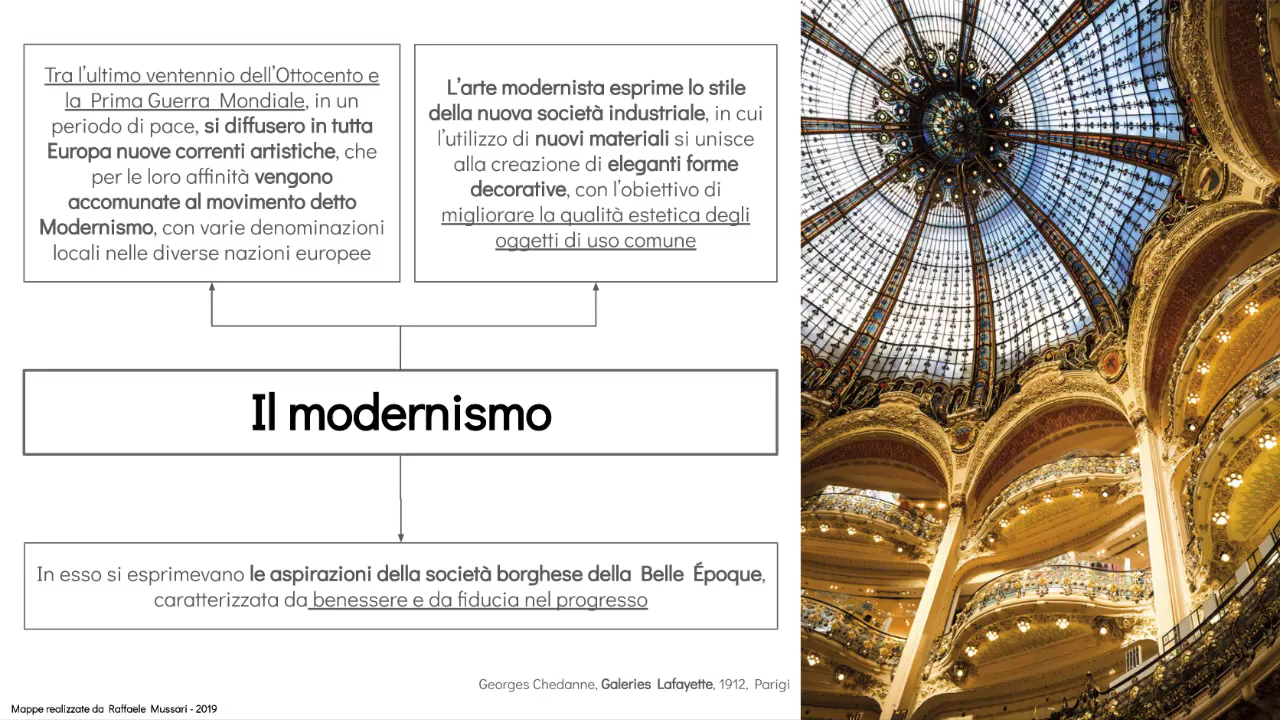 Tra l'ultimo ventennio dell'Ottocento e
la Prima Guerra Mondiale, in un
periodo di pace, si diffusero in tutta
Europa nuove correnti artistiche, che
per le loro affinità vengono
accomunate al movimento detto
Modernismo, con varie denominazioni
locali nelle diverse nazioni europee
L'arte modernista esprime lo stile
della nuova società industriale, in cui
l'utilizzo di nuovi materiali si unisce
alla creazione di eleganti forme
decorative, con l'obiettivo di
migliorare la qualità estetica degli
oggetti di uso comune
Il modernismo
In esso si esprimevano le aspirazioni della società borghese della Belle Époque,
caratterizzata da benessere e da fiducia nel progresso
Georges Chedanne, Galeries Lafayette, 1912, Parigi
Mappe realizzate da Raffaele Mussari - 2019